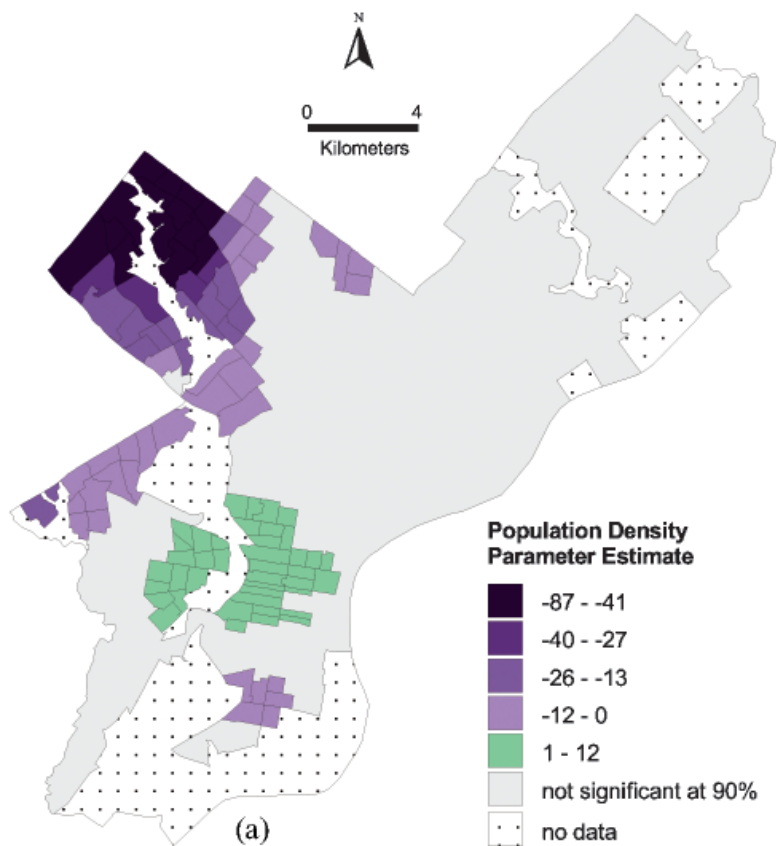 N
0 4
Kilometers
Population Density
Parameter Estimate
-87 - -41
-40 - -27
-26 - -13
-12 - 0
1 - 12
not significant at 90%
no data
(a)